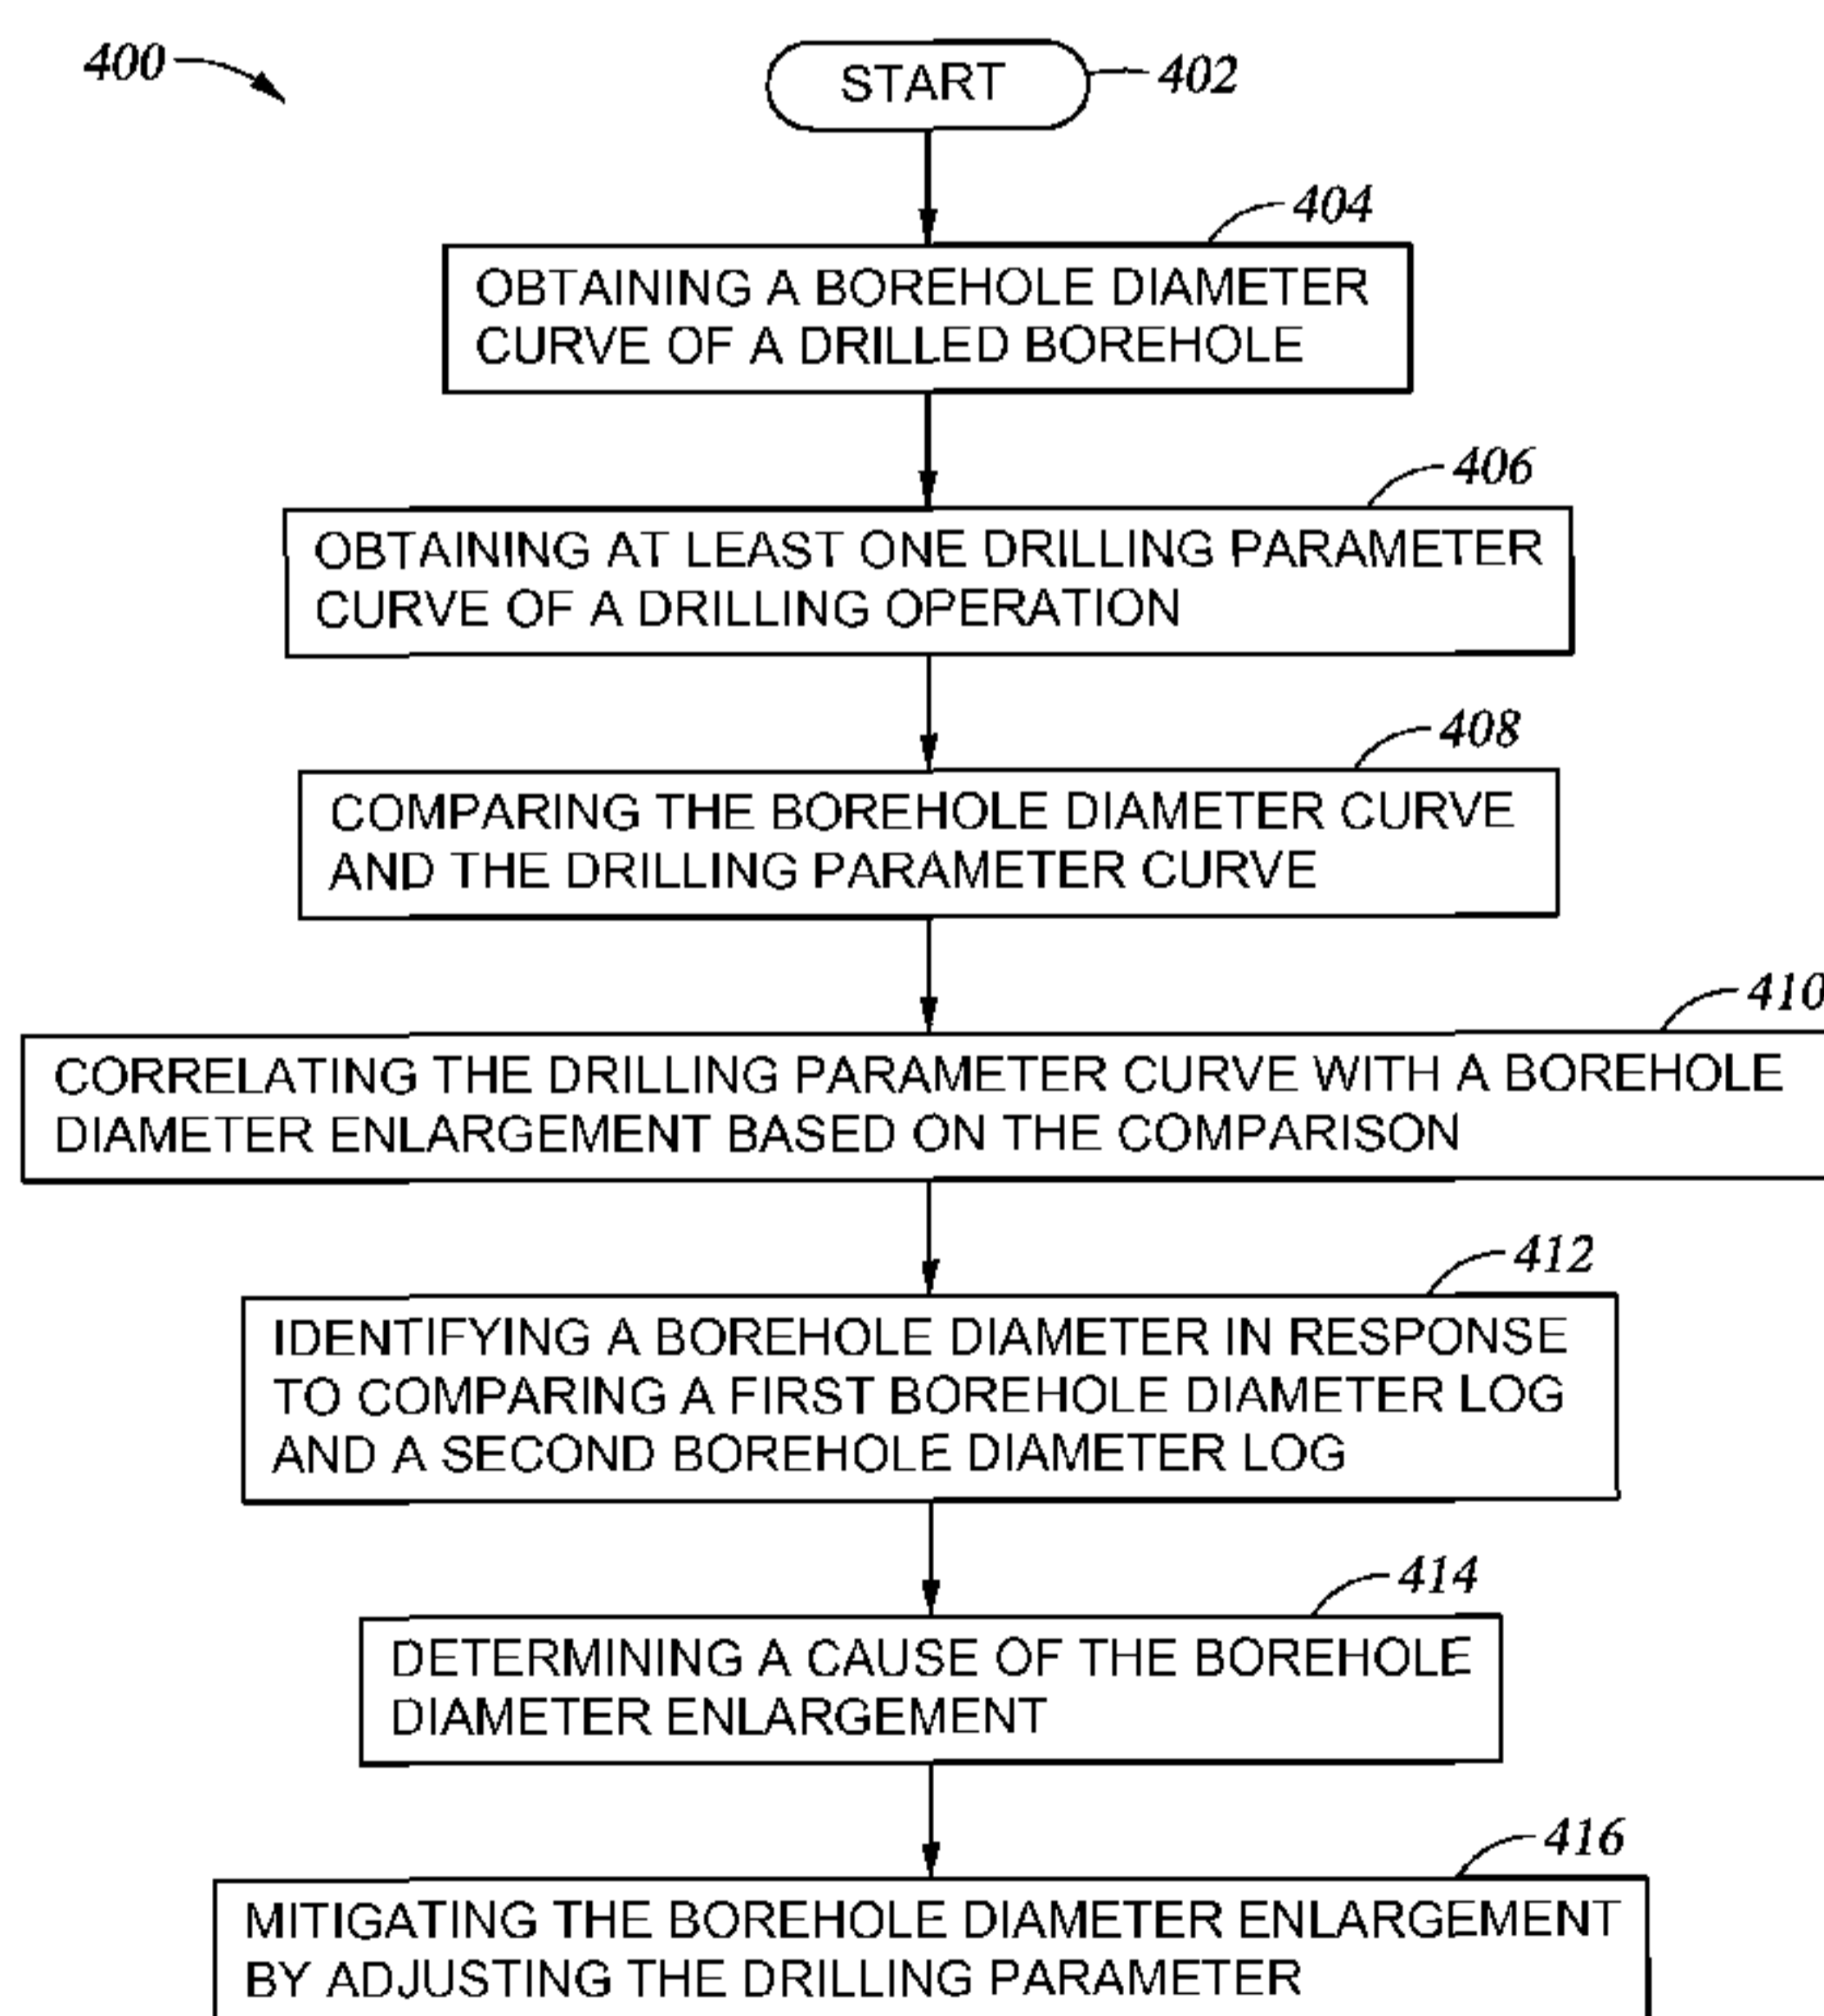 400
START
402
404
OBTAINING A BOREHOLE DIAMETER
CURVE OF A DRILLED BOREHOLE
406
OBTAINING AT LEAST ONE DRILLING PARAMETER
CURVE OF A DRILLING OPERATION
408
COMPARING THE BOREHOLE DIAMETER CURVE
AND THE DRILLING PARAMETER CURVE
410
CORRELATING THE DRILLING PARAMETER CURVE WITH A BOREHOLE
DIAMETER ENLARGEMENT BASED ON THE COMPARISON
412
IDENTIFYING A BOREHOLE DIAMETER IN RESPONSE
TO COMPARING A FIRST BOREHOLE DIAMETER LOG
AND A SECOND BOREHOLE DIAMETER LOG
414
DETERMINING A CAUSE OF THE BOREHOLE
DIAMETER ENLARGEMENT
416
MITIGATING THE BOREHOLE DIAMETER ENLARGEMENT
BY ADJUSTING THE DRILLING PARAMETER